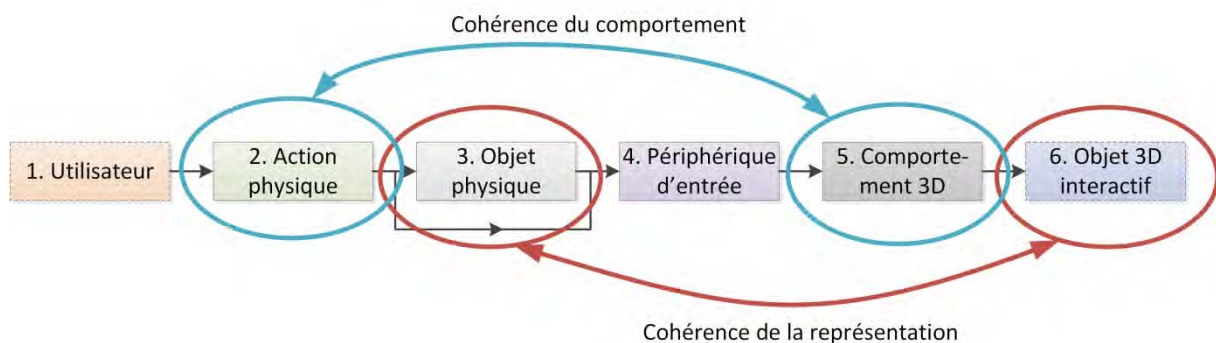 Cohérence du comportement
1. Utilisateur
2. Action
physique
3. Objet
physique
4. Périphérique
d'entrée
5. Comporte-
ment 3D
6. Objet 3D
interactif
Cohérence de la représentation